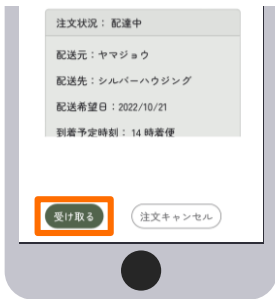 注文状況： 配達中
配送元：ヤマジョウ
配送先：シルバーハウジング
配送希望日：2022/10/21
到着予定時刻： 14 時着便
受け取る
注文キャンセル